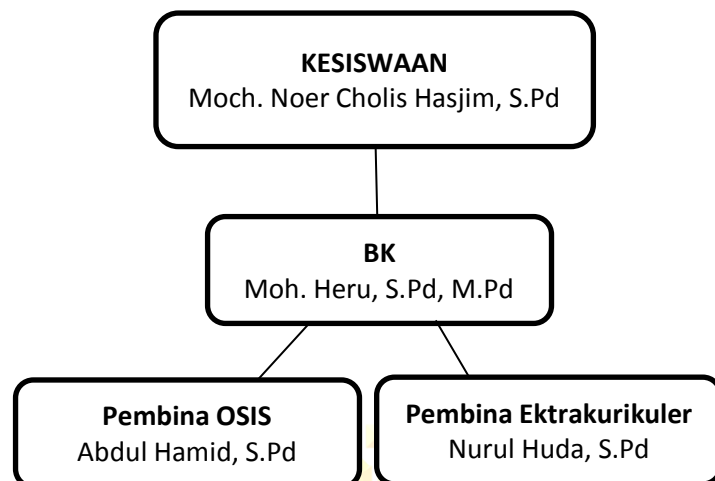 KESISWAAN
Moch. Noer Cholis Hasjim, S.Pd
BK
Moh. Heru, S.Pd, M.Pd
Pembina OSIS
Abdul Hamid, S.Pd
Pembina Ektrakurikuler
Nurul Huda, S.Pd